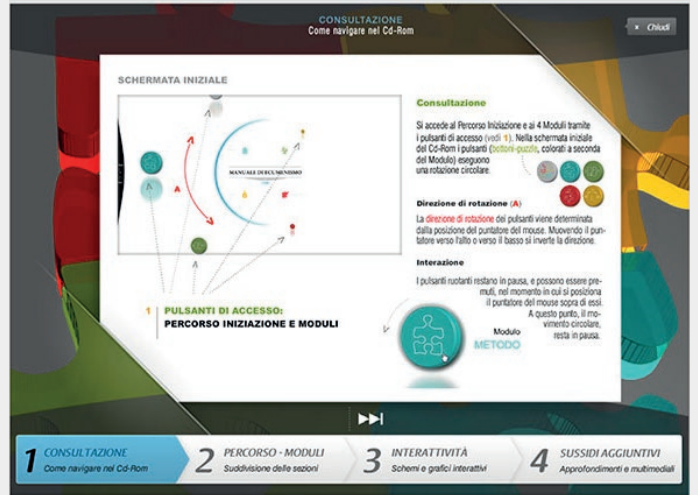 CONSULTAZIONE
Come navigare nel Cd-Rom
× Chiudi
SCHERMATA INIZIALE
MANUALE DI ECUMENISMO
A
A
1 PULSANTI DI ACCESSO:
PERCORSO INIZIAZIONE E MODULI
Consultazione
Si accede al Percorso Iniziazione e ai 4 Moduli tramite
i pulsanti di accesso (vedi 1). Nella schermata iniziale
del Cd-Rom i pulsanti (bottoni-puzzle, colorati a seconda
del Modulo) eseguono
una rotazione circolare.
Direzione di rotazione (A)
La direzione di rotazione dei pulsanti viene determinata
dalla posizione del puntatore del mouse. Muovendo il pun-
tatore verso l'alto o verso il basso si inverte la direzione.
Interazione
I pulsanti ruotanti restano in pausa, e possono essere pre-
muti, nel momento in cui si posiziona
il puntatore del mouse sopra di essi.
A questo punto, il mo-
vimento circolare,
resta in pausa.
Modulo
METODO
1 CONSULTAZIONE
Come navigare nel Cd-Rom
2 PERCORSO - MODULI
Suddivisione delle sezioni
3 INTERATTIVITÀ
Schemi e grafici interattivi
4 SUSSIDI AGGIUNTIVI
Approfondimenti e multimediali